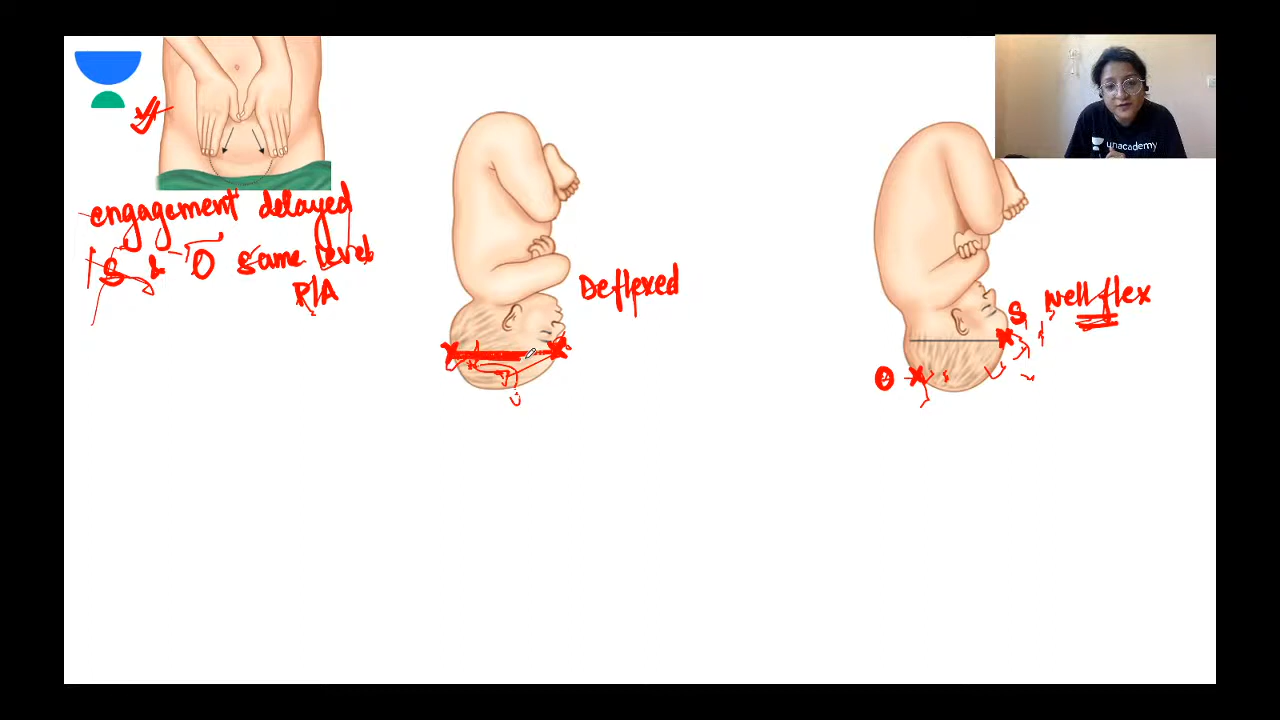 engagement delayed
S & O same level
P/A
Deflexed
S
well flex
O
unacademy